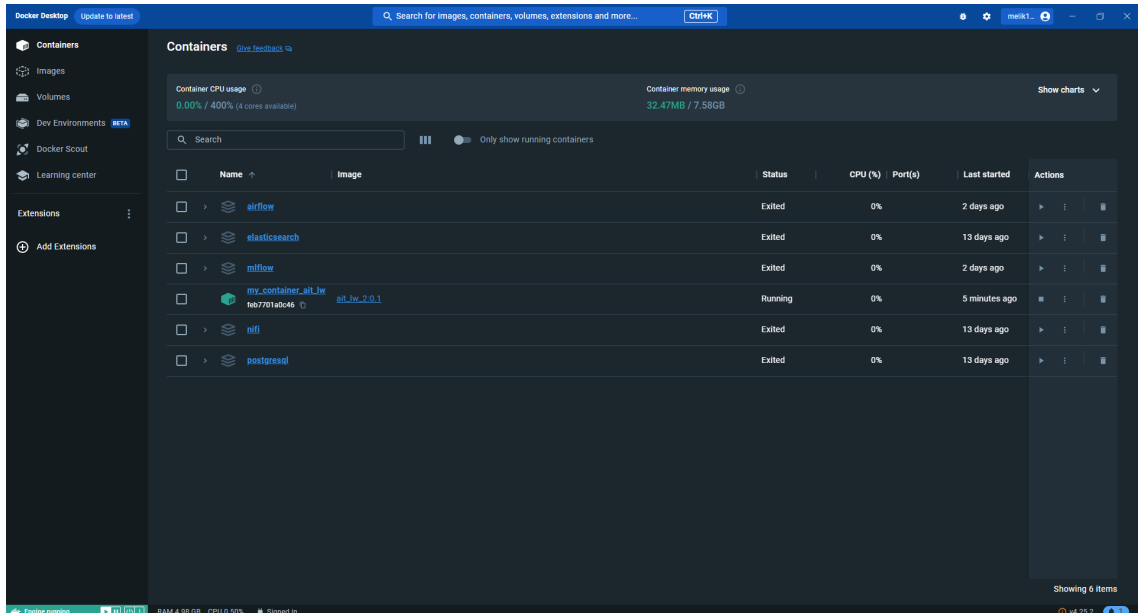 Docker Desktop Update to latest Search for images, containers, volumes, extensions and more... Ctrl+K meik1...
Containers
Images
Volumes
Dev Environments BETA
Docker Scout
Learning center
Extensions
Add Extensions
Containers Give feedback
Container CPU usage
0.00% / 400% (4 cores available)
Container memory usage
32.47MB / 7.58GB
Show charts
Search
Only show running containers
Name Image Status CPU (%) Port(s) Last started Actions
airflow Exited 0% 2 days ago
elasticsearch Exited 0% 13 days ago
mlflow Exited 0% 2 days ago
my_container_ait_lw
feb7701a0c46
ait_lw_2:0.1 Running 0% 5 minutes ago
nifi Exited 0% 13 days ago
postgresql Exited 0% 13 days ago
Showing 6 items
Engine running RAM 4.98 GB CPU 0.50% Signed in v4.25.2 1